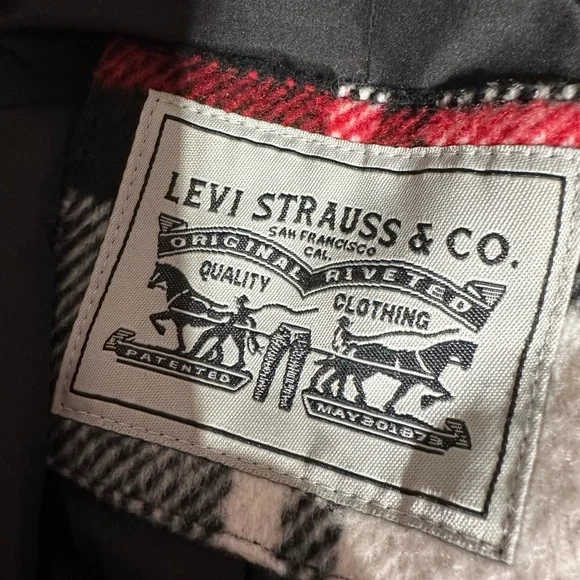 LEVI STRAUSS & CO.
SAN FRANCISCO
CAL.
ORIGINAL RIVETED
QUALITY CLOTHING
PATENTED MAY 20 1873